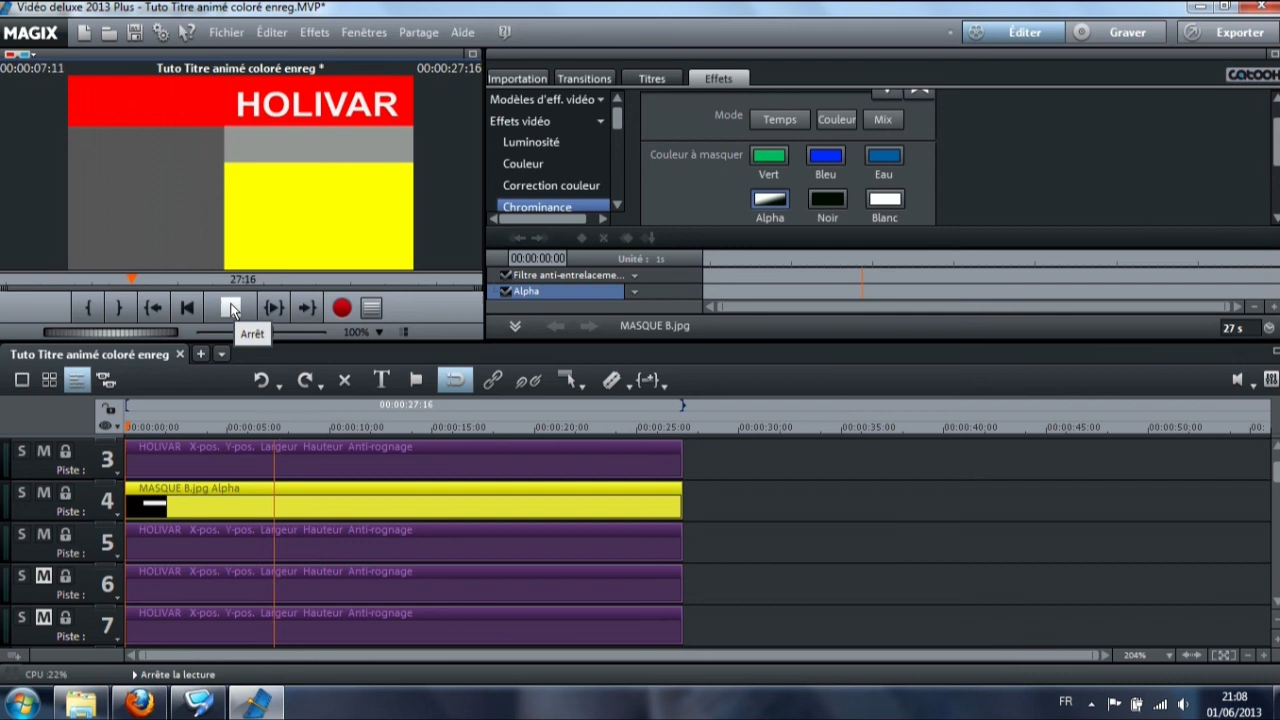 Vidéo deluxe 2013 Plus - Tuto Titre animé coloré enreg.MVP*
MAGIX
Fichier Éditer Effets Fenêtres Partage Aide
Éditer Graver Exporter
00:00:07:11 Tuto Titre animé coloré enreg * 00:00:27:16
HOLIVAR
27:16
Arrêt
100%
Importation Transitions Titres Effets
catooh
Modèles d'eff. vidéo
Effets vidéo
Luminosité
Couleur
Correction couleur
Chrominance
Mode Temps Couleur Mix
Couleur à masquer
Vert Bleu Eau
Alpha Noir Blanc
00:00:00:00 Unité : 1s
Filtre anti-entrelaceme...
Alpha
MASQUE B.jpg 27 s
Tuto Titre animé coloré enreg
00:00:27:16
00:00:00:00 00:00:05:00 00:00:10:00 00:00:15:00 00:00:20:00 00:00:25:00 00:00:30:00 00:00:35:00 00:00:40:00 00:00:45:00 00:00:50:00 00:
S M 3 HOLIVAR X-pos. Y-pos. Largeur Hauteur Anti-rognage
Piste :
S M 4 MASQUE B.jpg Alpha
Piste :
S M 5 HOLIVAR X-pos. Y-pos. Largeur Hauteur Anti-rognage
Piste :
S M 6 HOLIVAR X-pos. Y-pos. Largeur Hauteur Anti-rognage
Piste :
S M 7 HOLIVAR X-pos. Y-pos. Largeur Hauteur Anti-rognage
Piste :
204%
CPU :22% Arrête la lecture
FR 21:08
01/06/2013